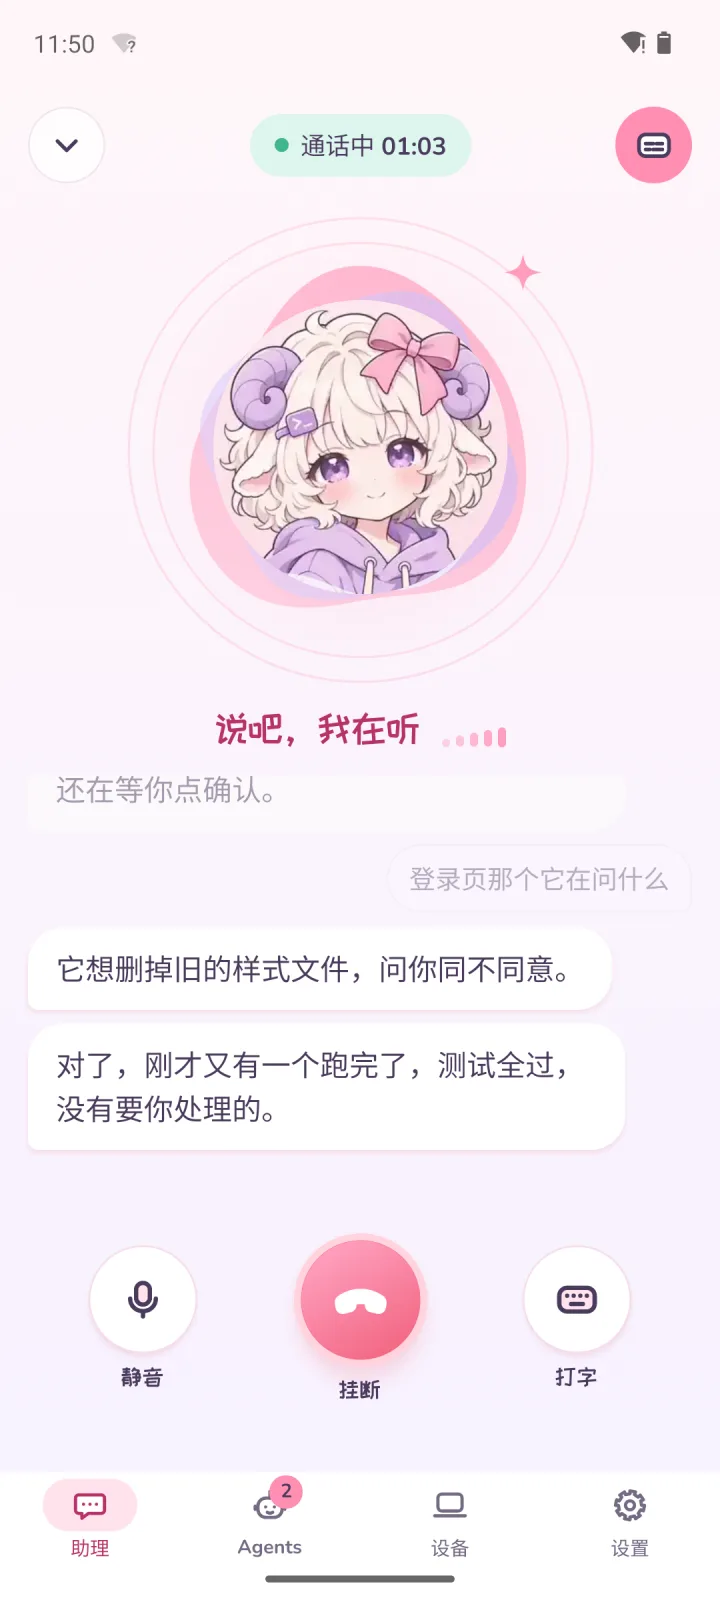 11:50
通话中 01:03
说吧，我在听
还在等你点确认。
登录页那个它在问什么
它想删掉旧的样式文件，问你同不同意。
对了，刚才又有一个跑完了，测试全过，
没有要你处理的。
静音
挂断
打字
2
助理
Agents
设备
设置